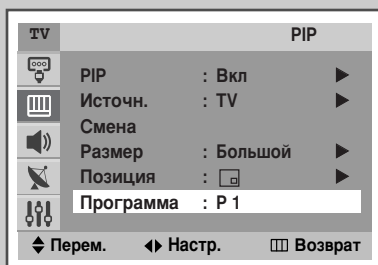 TV PIP
PIP : Вкл
Источн. : TV
Смена
Размер : Большой
Позиция :
Программа : P 1
Перем. Настр. Возврат